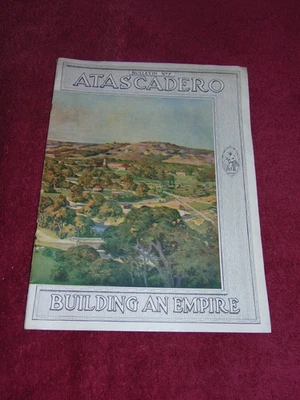 ATASCADERO
BUILDING AN EMPIRE